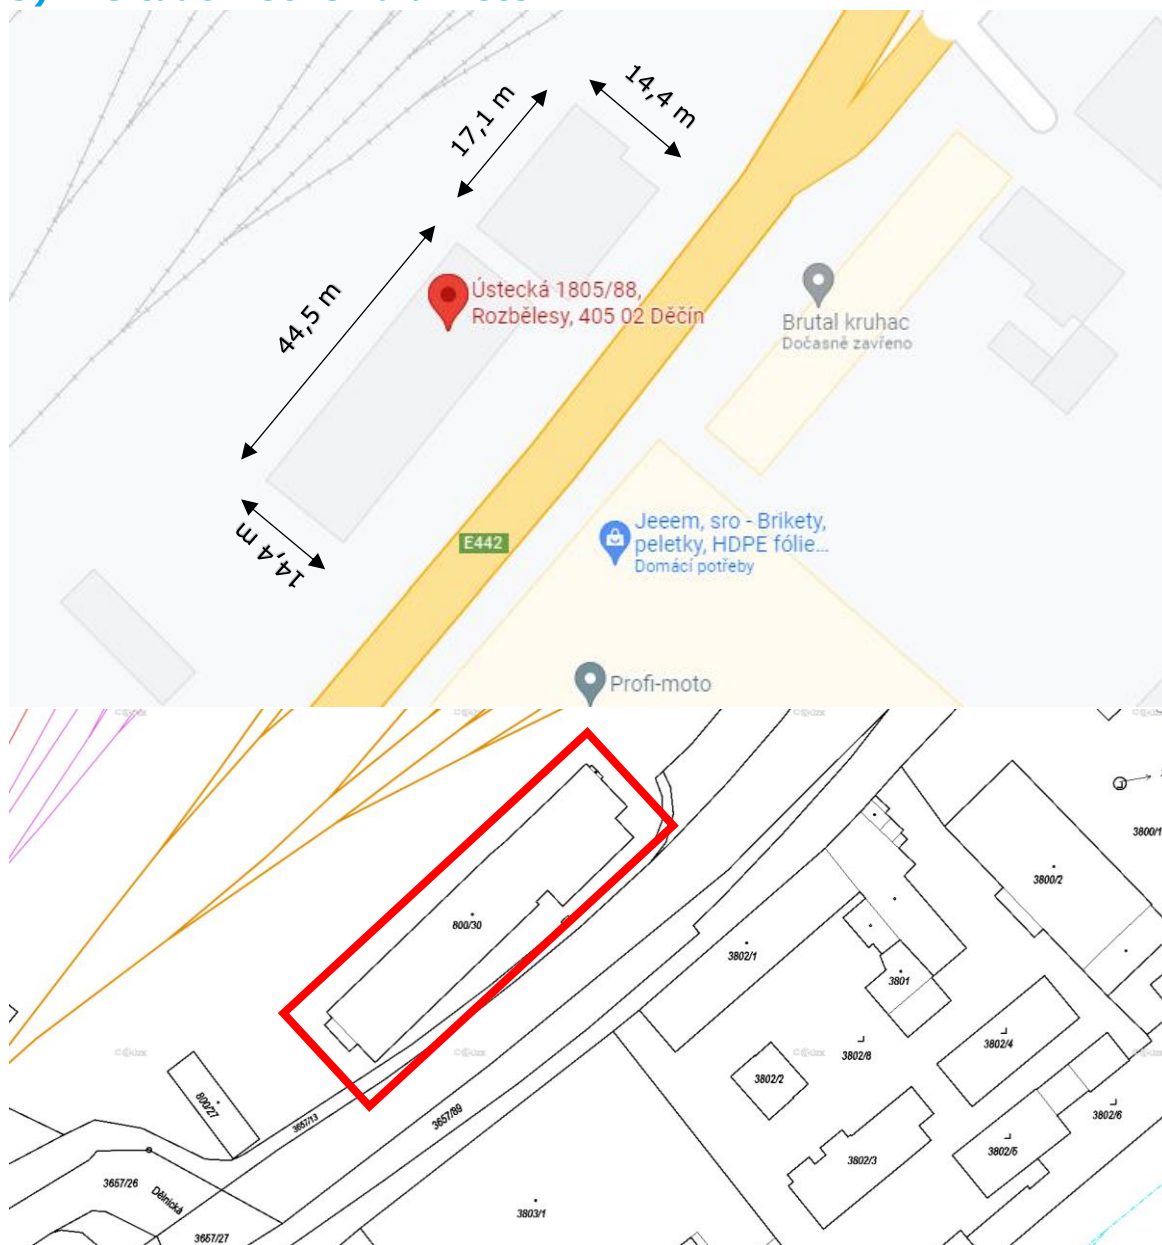 14,4 m
17,1 m
44,5 m
Ústecká 1805/88,
Rozbělesy, 405 02 Děčín
Brutal kruhac
Dočasně zavřeno
14,4 m
E442
Jeeem, sro - Brikety,
peletky, HDPE fólie...
Domácí potřeby
Profi-moto
3800/1
3800/2
800/30
3802/1
3801
3802/4
3802/8
3802/2
800/27
3657/13
3657/89
3802/6
3802/5
3802/3
3657/26
Dělnická
3803/1
3657/27